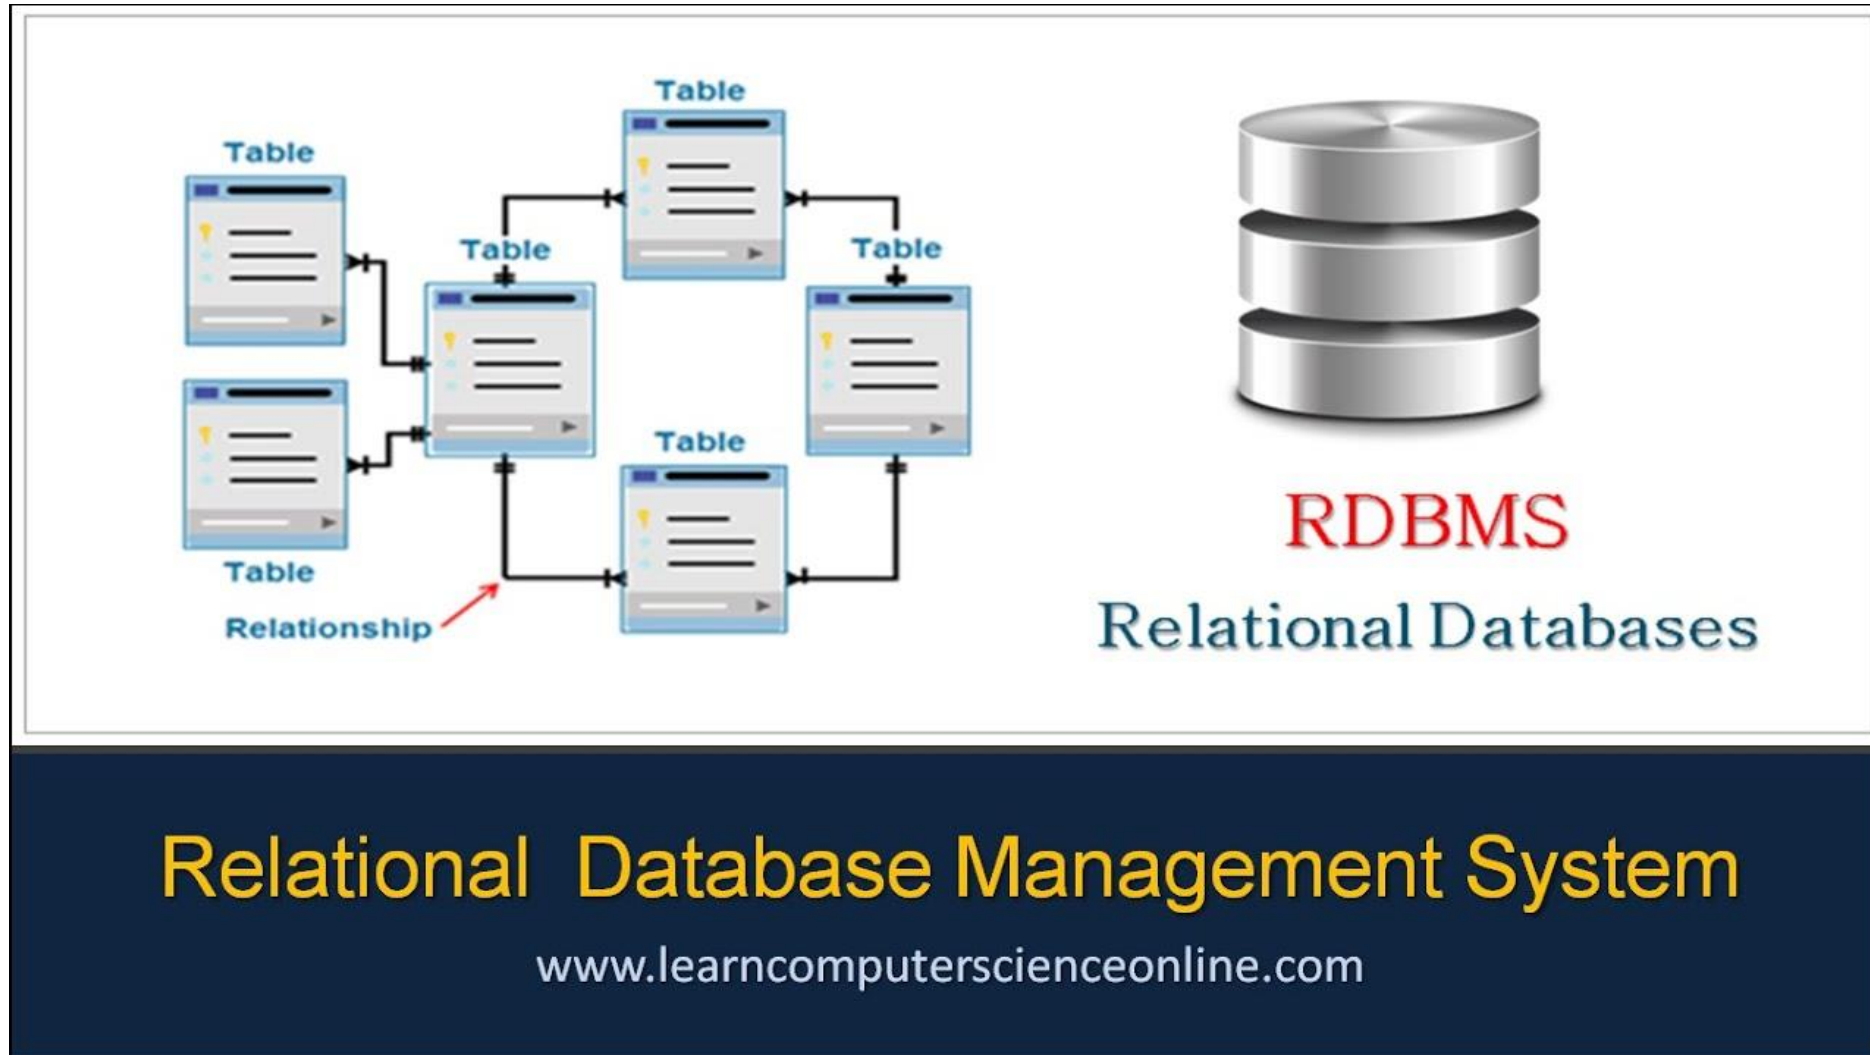 Table
Table
Table
Table
Table
Table
Relationship
RDBMS
Relational Databases
Relational Database Management System
www.learncomputerscienceonline.com